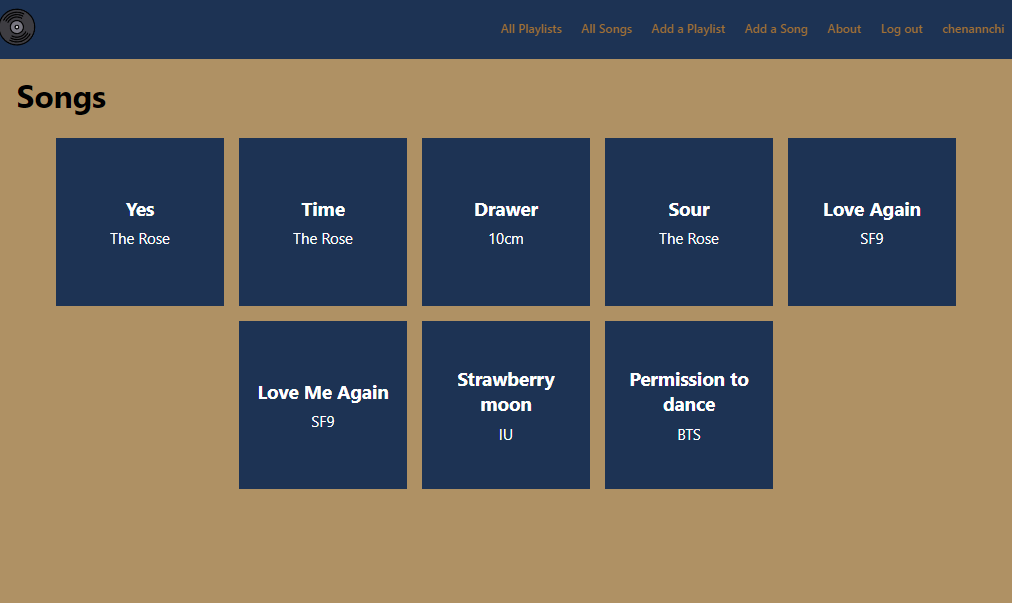 All Playlists All Songs Add a Playlist Add a Song About Log out chenannchi
Songs
Yes
The Rose
Time
The Rose
Drawer
10cm
Sour
The Rose
Love Again
SF9
Love Me Again
SF9
Strawberry
moon
IU
Permission to
dance
BTS